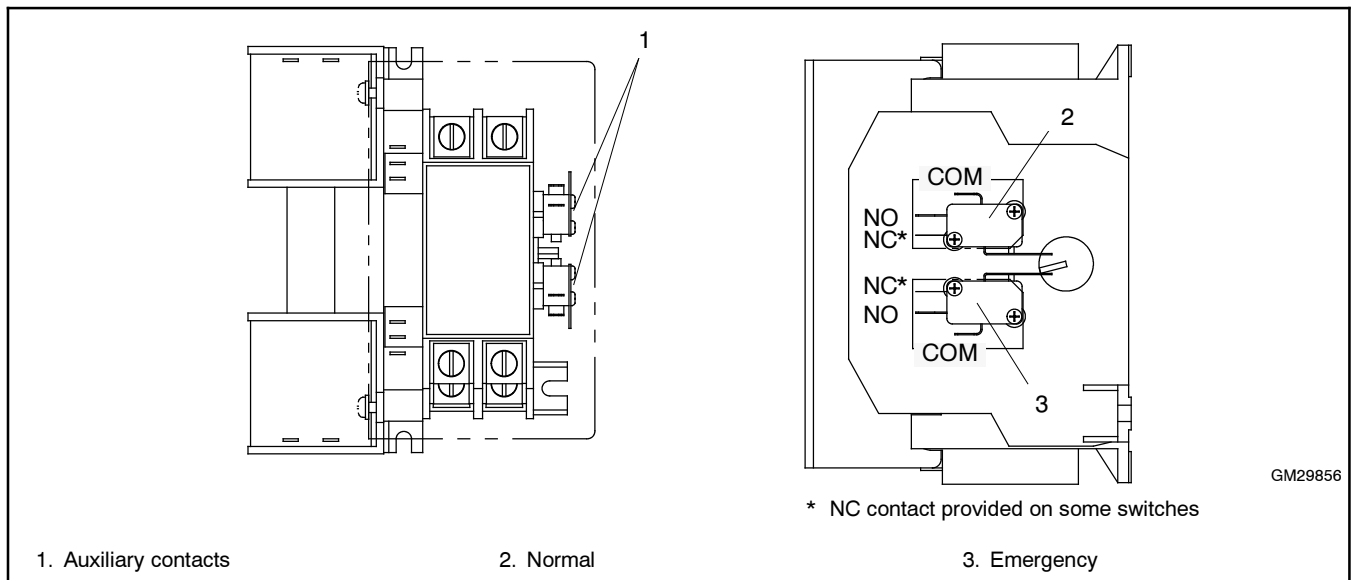 1
2
COM
NO
NC*
NC*
NO
COM
3
GM29856
* NC contact provided on some switches
1. Auxiliary contacts
2. Normal
3. Emergency